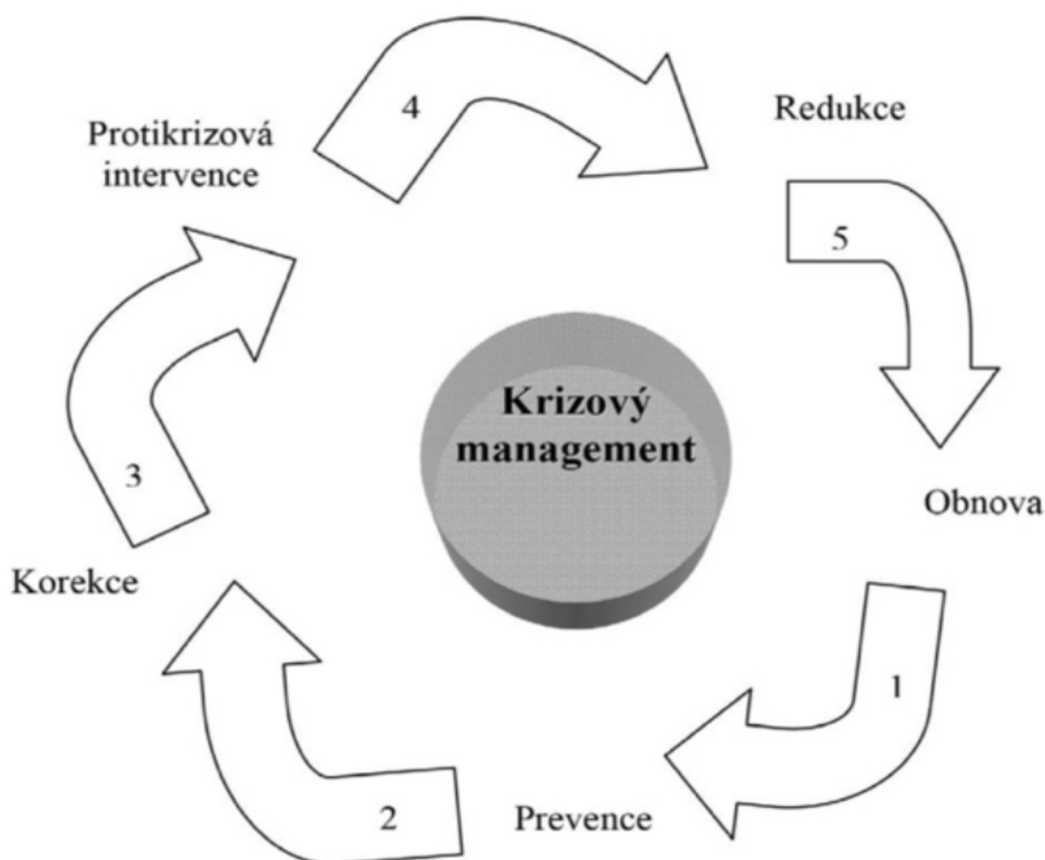 4
Redukce
Protikrizová
intervence
5
Krizový
management
3
Obnova
Korekce
1
2
Prevence